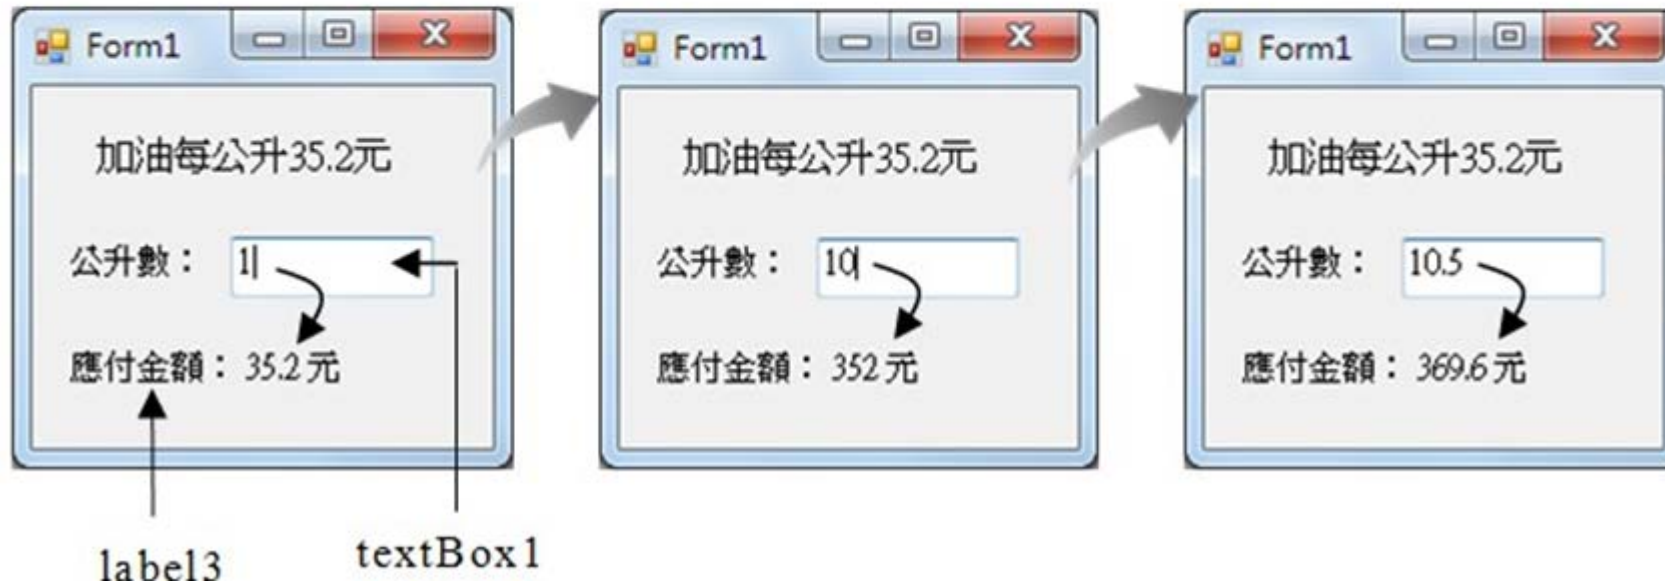 Form1
加油每公升35.2元
公升數：1
應付金額：35.2元
label3
textBox1
Form1
加油每公升35.2元
公升數：10
應付金額：352元
Form1
加油每公升35.2元
公升數：10.5
應付金額：369.6元